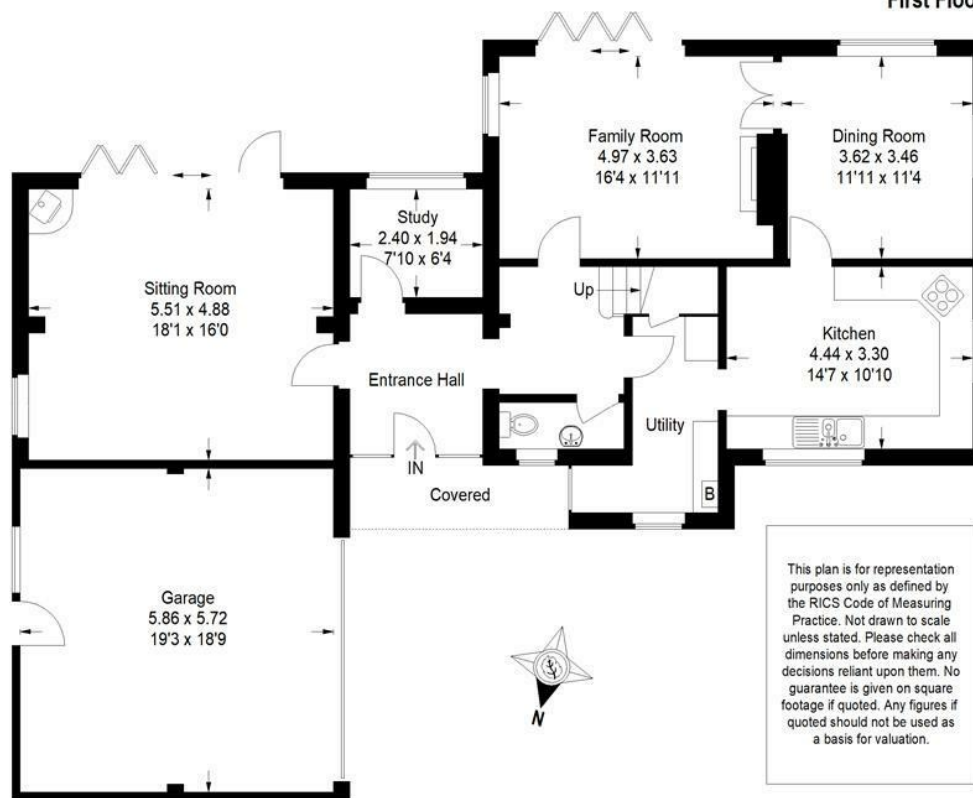 First Floo
Family Room
4.97 x 3.63
16'4 x 11'11
Dining Room
3.62 x 3.46
11'11 x 11'4
Study
2.40 x 1.94
7'10 x 6'4
Sitting Room
5.51 x 4.88
18'1 x 16'0
Up
Kitchen
4.44 x 3.30
14'7 x 10'10
Entrance Hall
Utility
IN
Covered
B
Garage
5.86 x 5.72
19'3 x 18'9
N
This plan is for representation
purposes only as defined by
the RICS Code of Measuring
Practice. Not drawn to scale
unless stated. Please check all
dimensions before making any
decisions reliant upon them. No
guarantee is given on square
footage if quoted. Any figures if
quoted should not be used as
a basis for valuation.